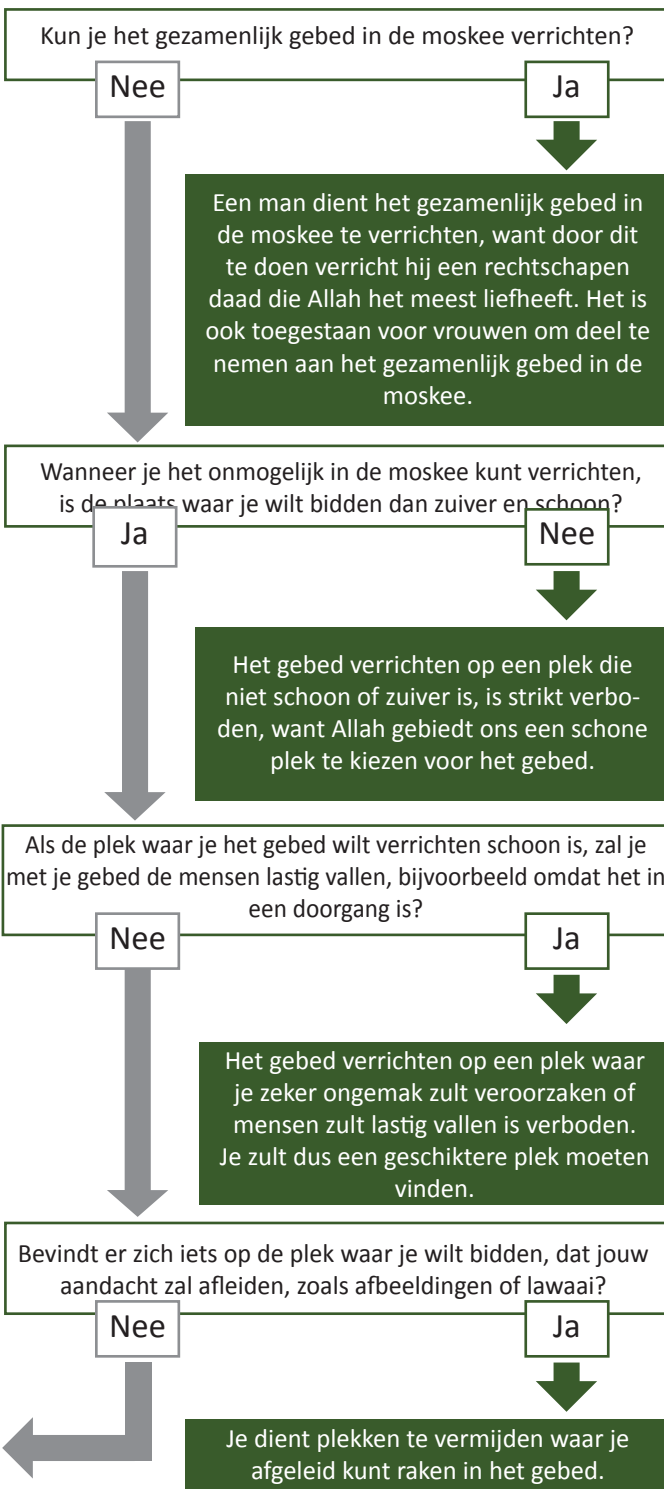 Kun je het gezamenlijk gebed in de moskee verrichten?
Nee
Ja
Een man dient het gezamenlijk gebed in
de moskee te verrichten, want door dit
te doen verricht hij een rechtschapen
daad die Allah het meest liefheeft. Het is
ook toegestaan voor vrouwen om deel te
nemen aan het gezamenlijk gebed in de
moskee.
Wanneer je het onmogelijk in de moskee kunt verrichten,
is de plaats waar je wilt bidden dan zuiver en schoon?
Ja
Nee
Het gebed verrichten op een plek die
niet schoon of zuiver is, is strikt verbo-
den, want Allah gebiedt ons een schone
plek te kiezen voor het gebed.
Als de plek waar je het gebed wilt verrichten schoon is, zal je
met je gebed de mensen lastig vallen, bijvoorbeeld omdat het in
een doorgang is?
Nee
Ja
Het gebed verrichten op een plek waar
je zeker ongemak zult veroorzaken of
mensen zult lastig vallen is verboden.
Je zult dus een geschiktere plek moeten
vinden.
Bevindt er zich iets op de plek waar je wilt bidden, dat jouw
aandacht zal afleiden, zoals afbeeldingen of lawaai?
Nee
Ja
Je dient plekken te vermijden waar je
afgeleid kunt raken in het gebed.